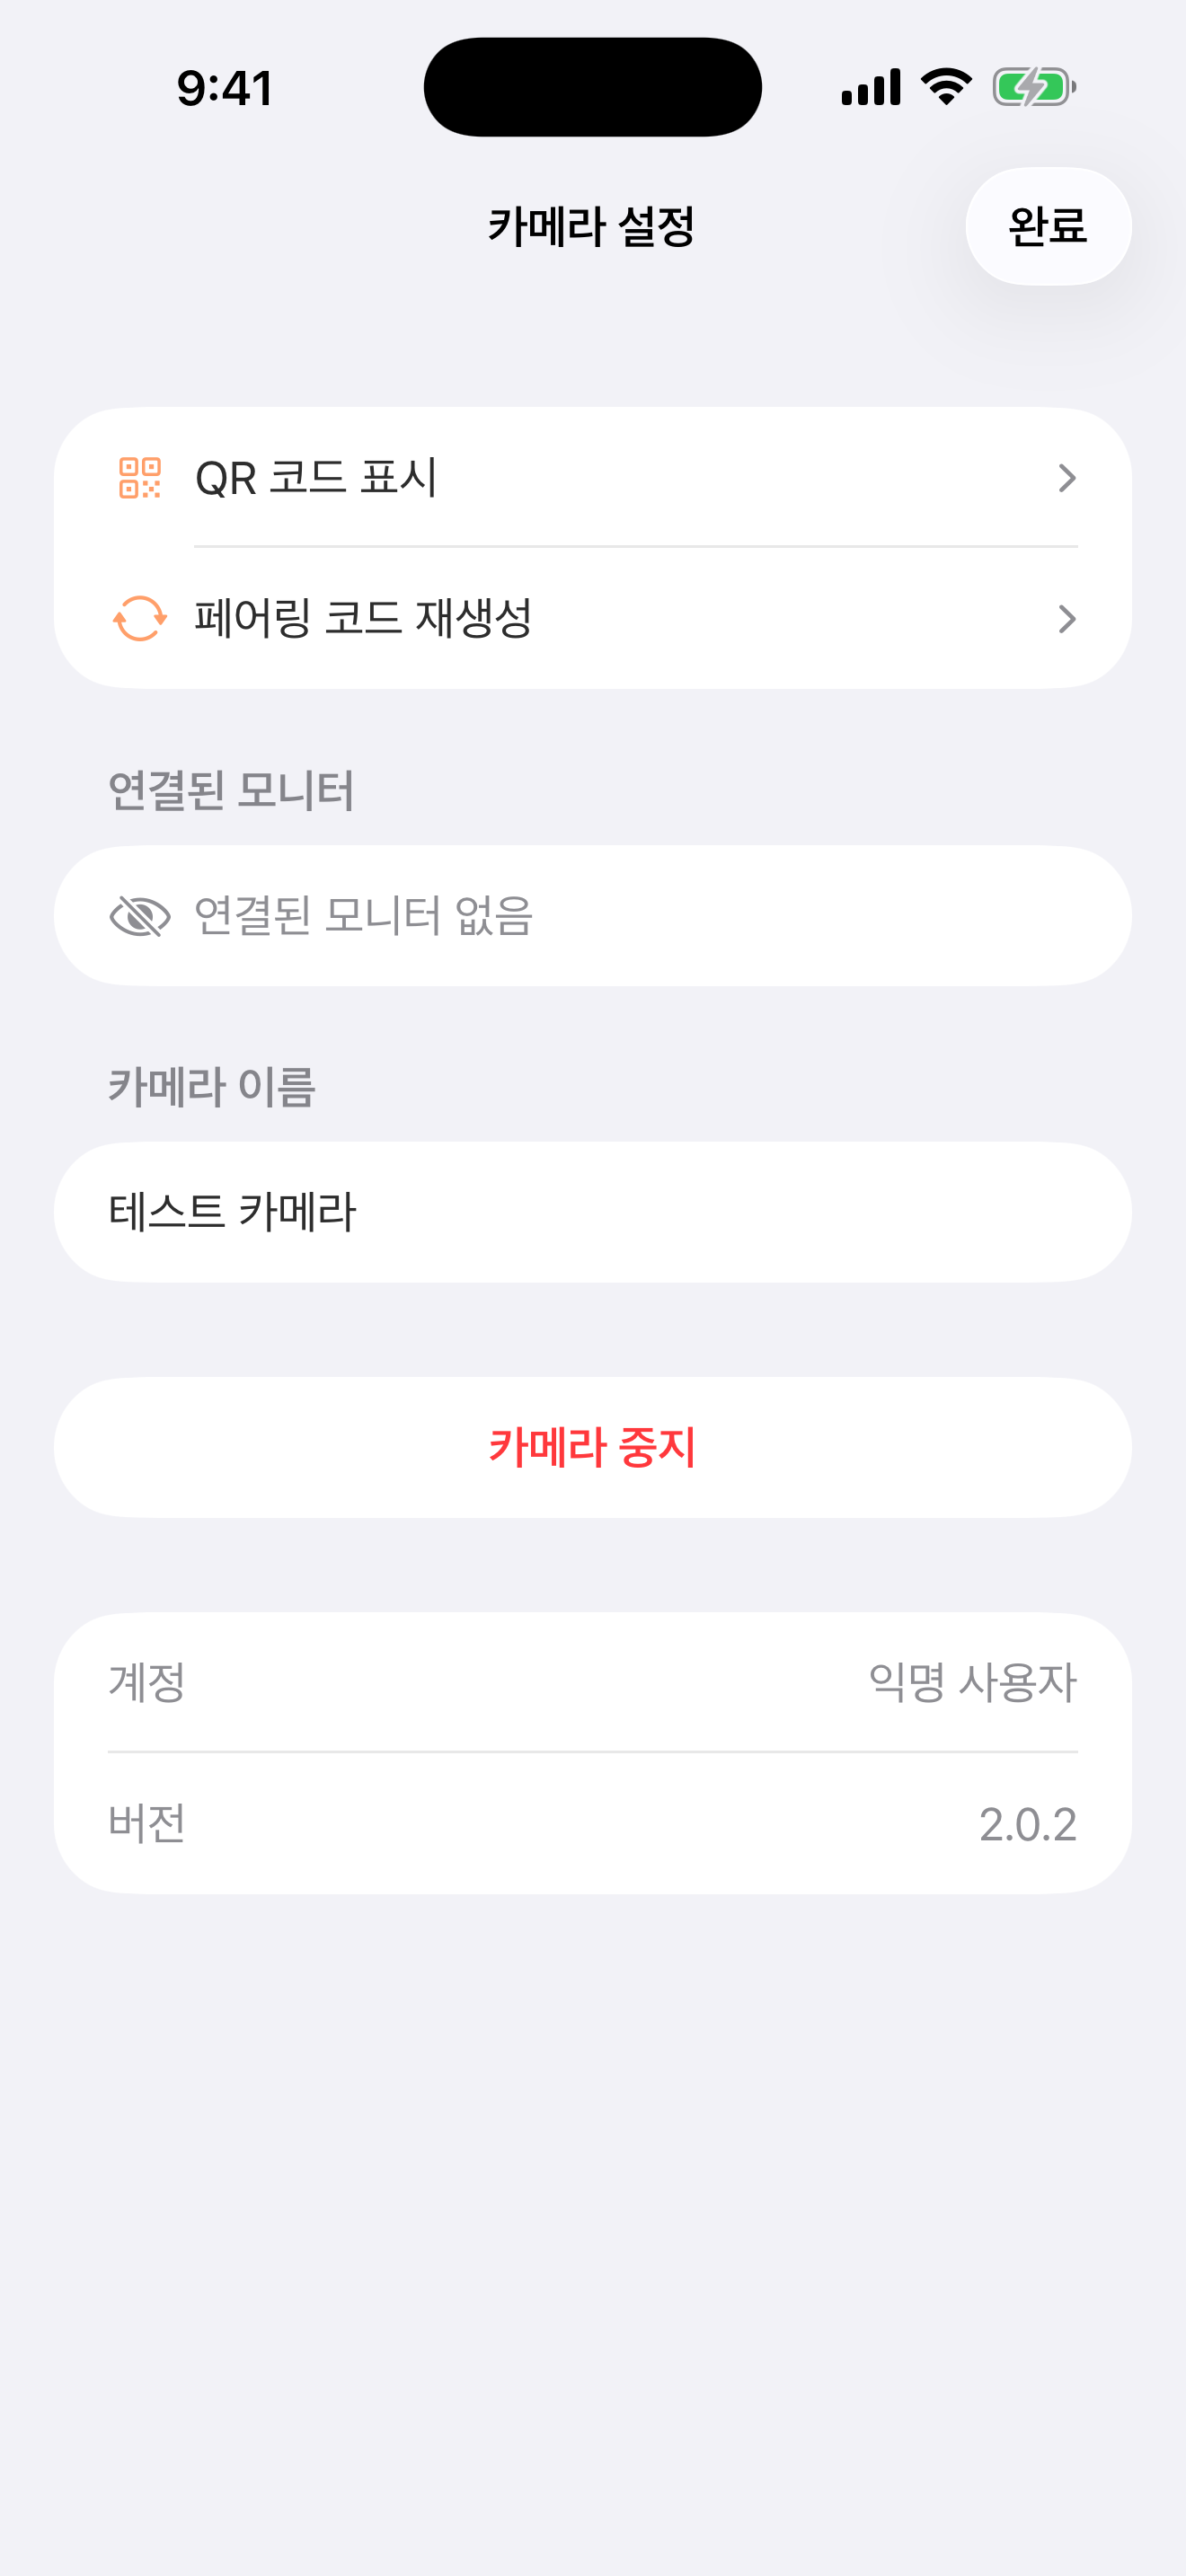 9:41
카메라 설정
완료
QR 코드 표시
페어링 코드 재생성
연결된 모니터
연결된 모니터 없음
카메라 이름
테스트 카메라
카메라 중지
계정 익명 사용자
버전 2.0.2